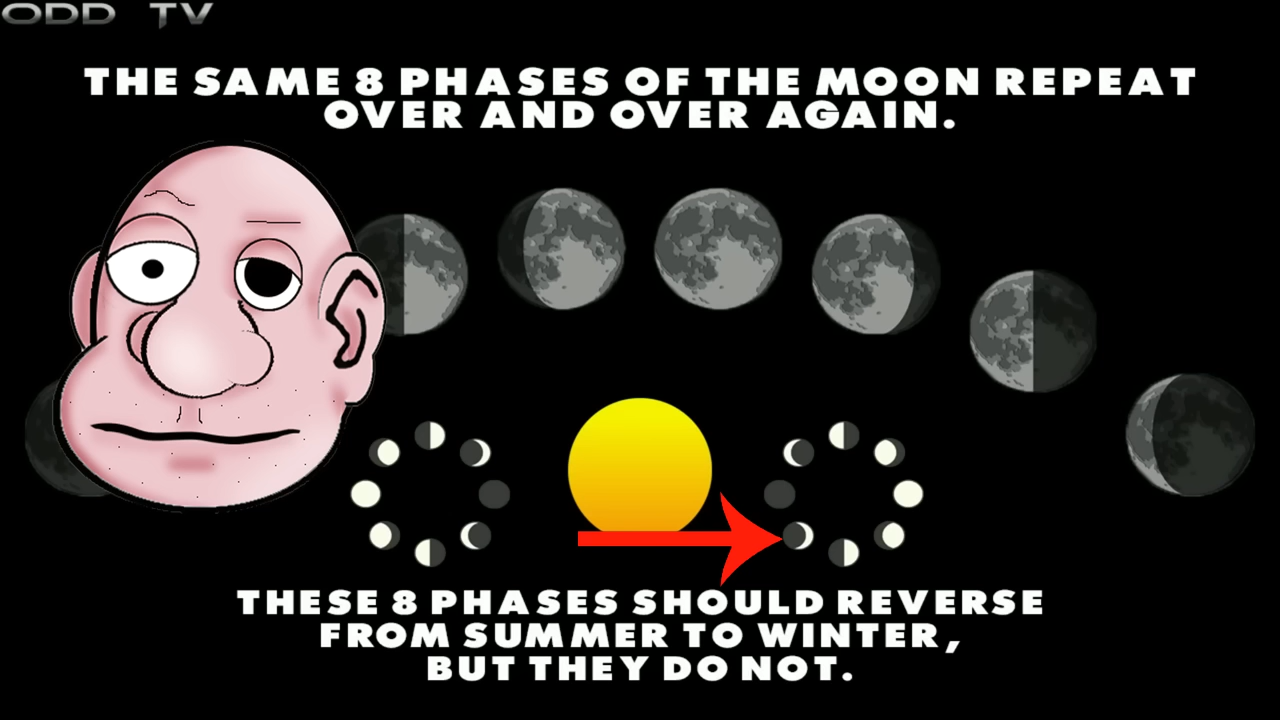 ODD TV
THE SAME 8 PHASES OF THE MOON REPEAT
OVER AND OVER AGAIN.
THESE 8 PHASES SHOULD REVERSE
FROM SUMMER TO WINTER,
BUT THEY DO NOT.